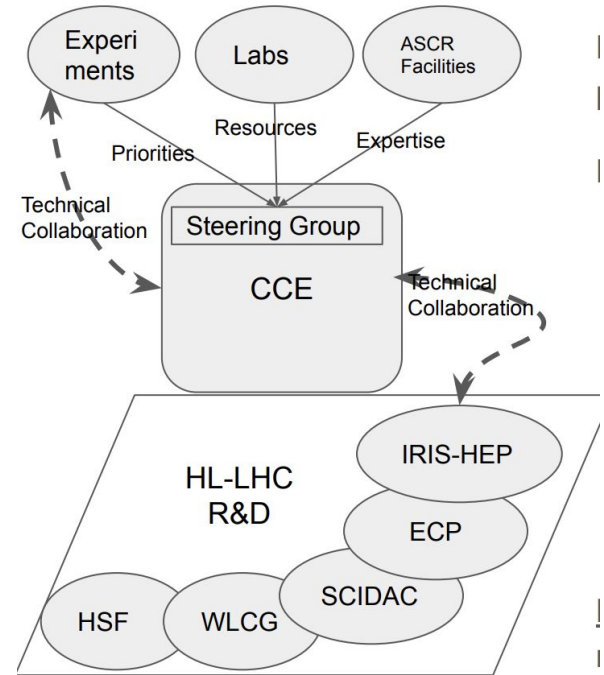 Experi
ments
Labs
ASCR
Facilities
Priorities
Resources
Expertise
Technical
Collaboration
Steering Group
CCE
Technical
Collaboration
HL-LHC
R&D
IRIS-HEP
ECP
SCIDAC
WLCG
HSF